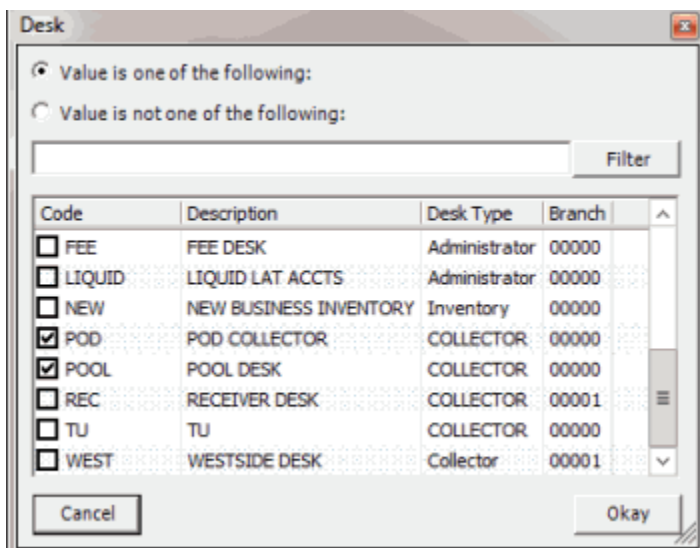 Desk
Value is one of the following:
Value is not one of the following:
Filter
Code Description Desk Type Branch
FEE FEE DESK Administrator 00000
LIQUID LIQUID LAT ACCTS Administrator 00000
NEW NEW BUSINESS INVENTORY Inventory 00000
POD POD COLLECTOR COLLECTOR 00000
POOL POOL DESK COLLECTOR 00000
REC RECEIVER DESK COLLECTOR 00001
TU TU COLLECTOR 00000
WEST WESTSIDE DESK Collector 00001
Cancel Okay